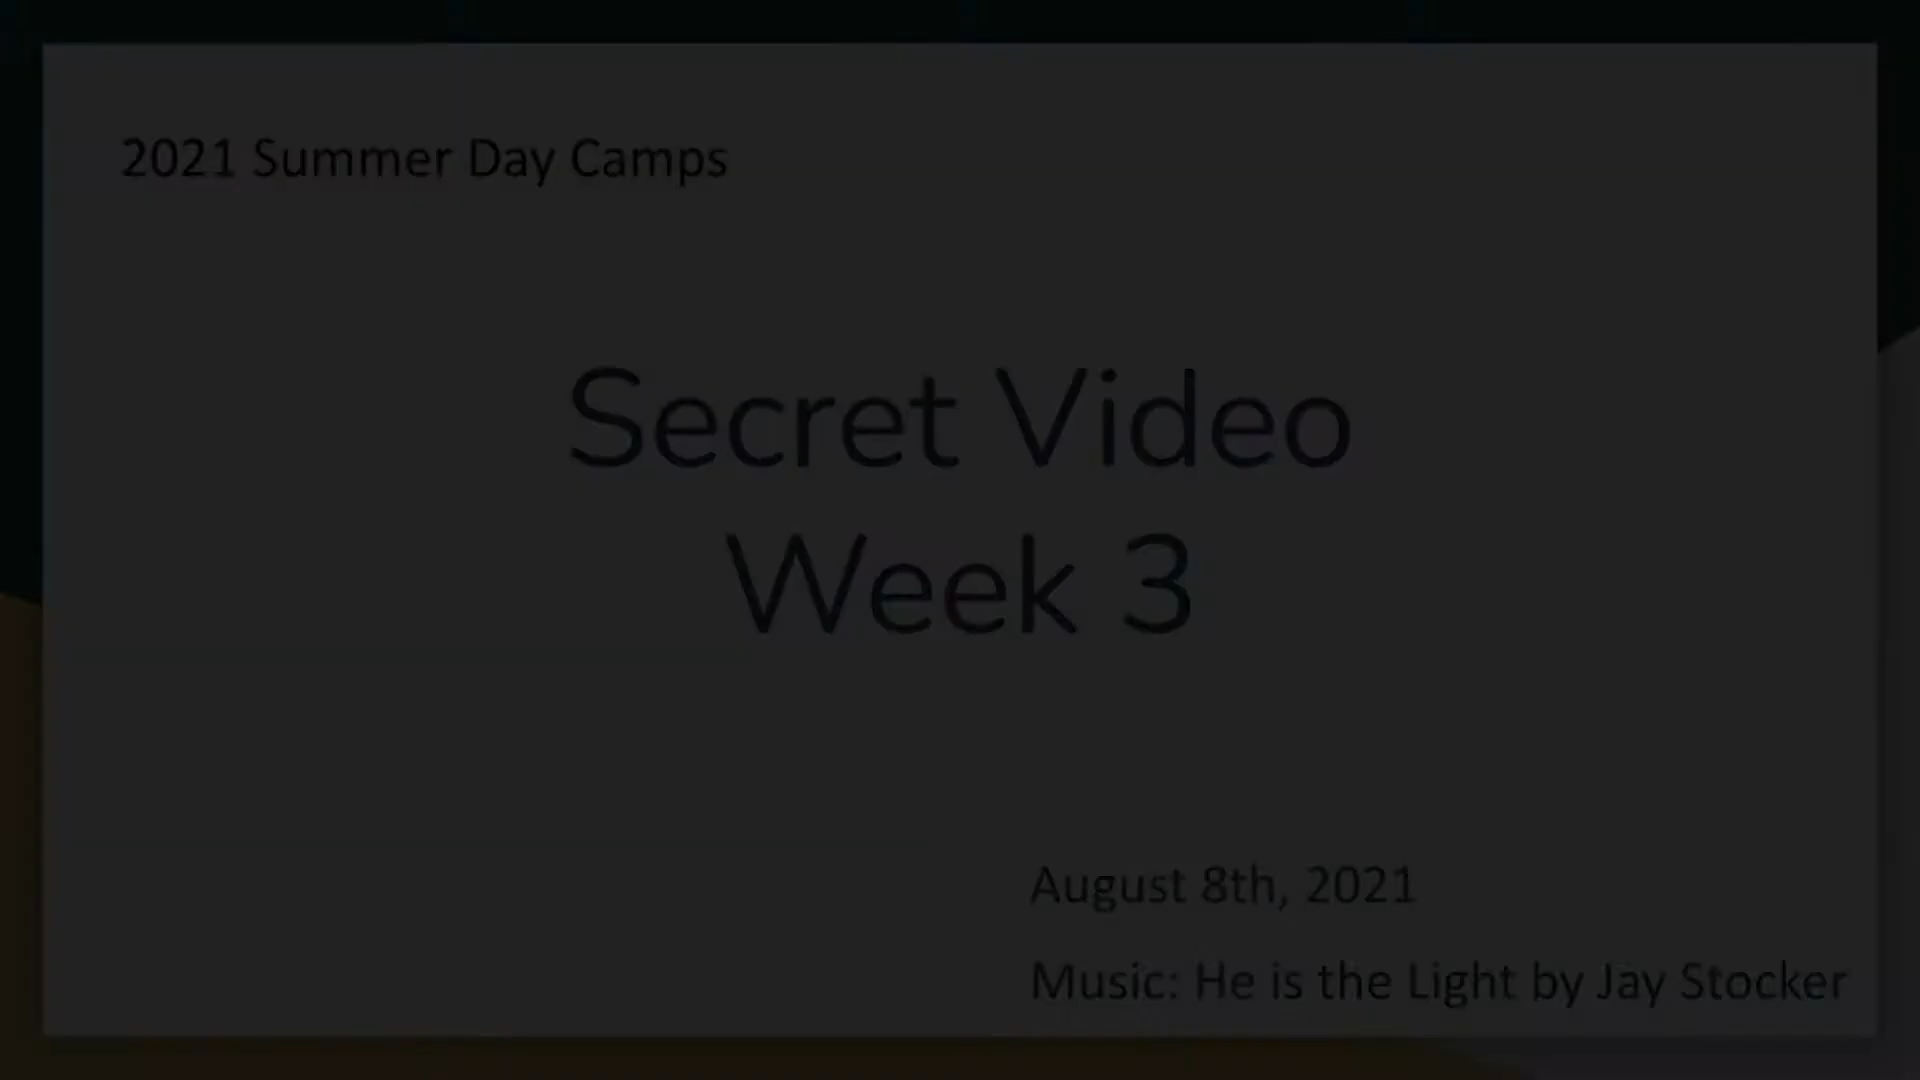 2021 Summer Day Camps
Secret Video
Week 3
August 8th, 2021
Music: He is the Light by Jay Stocker